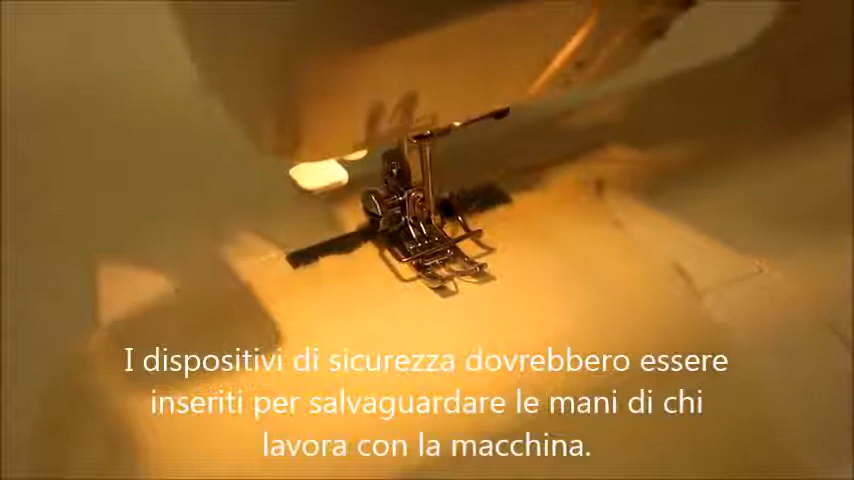 I dispositivi di sicurezza dovrebbero essere
inseriti per salvaguardare le mani di chi
lavora con la macchina.